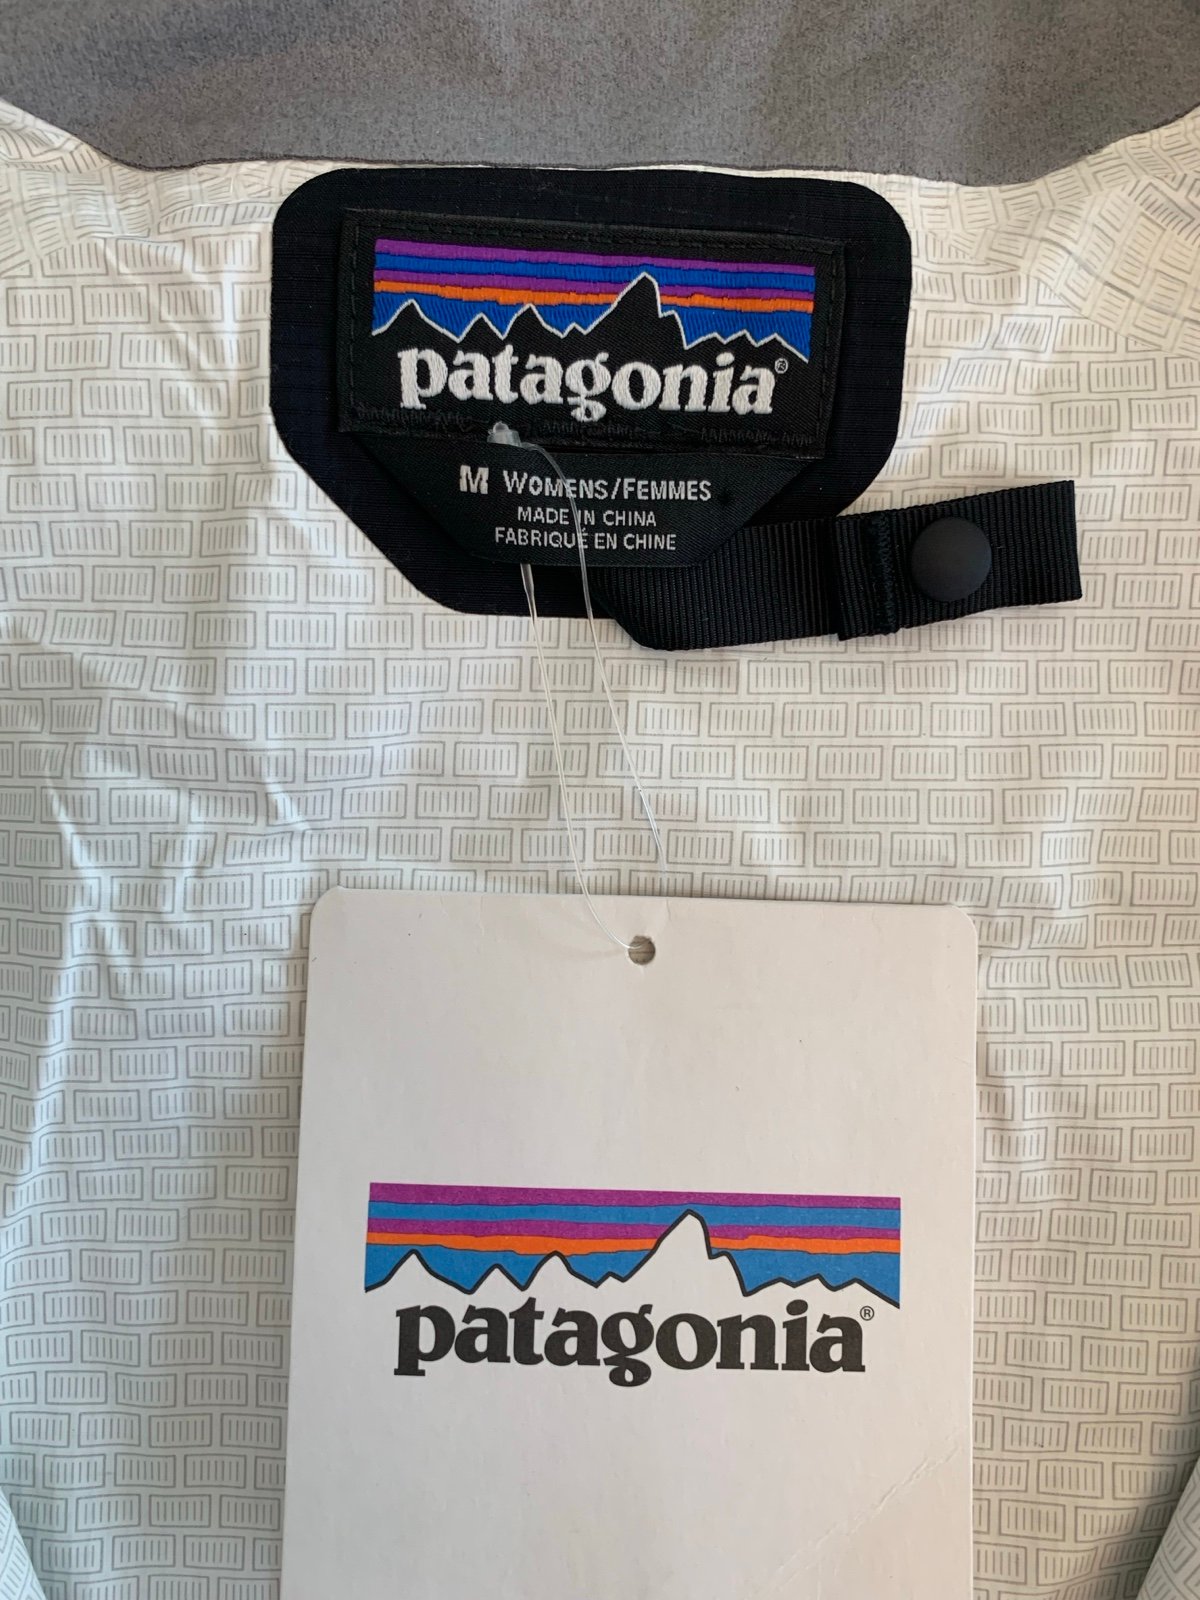 patagonia®
M WOMENS/FEMMES
MADE IN CHINA
FABRIQUÉ EN CHINE
patagonia®